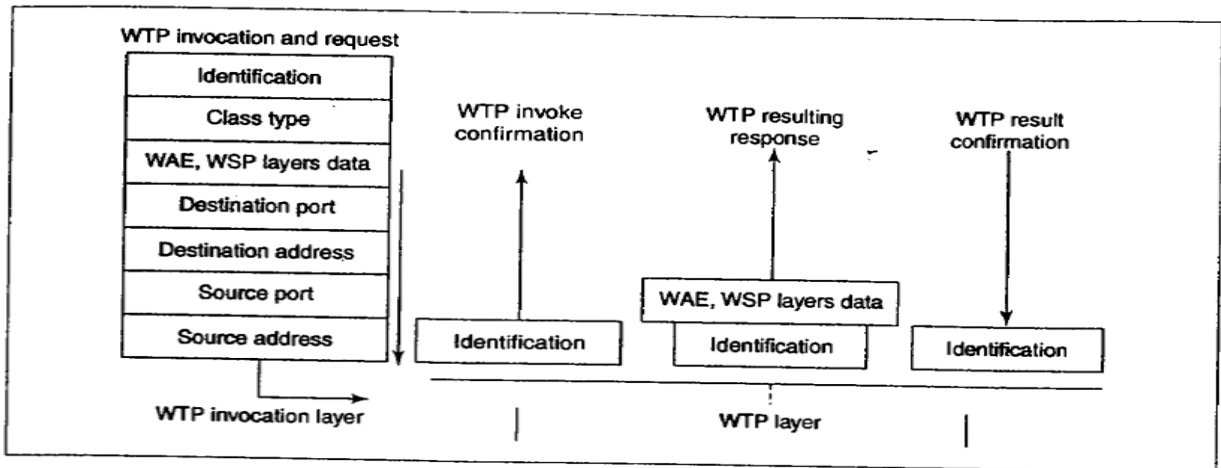 WTP invocation and request
Identification
Class type
WAE, WSP layers data
Destination port
Destination address
Source port
Source address
WTP invocation layer
WTP invoke
confirmation
Identification
WTP resulting
response
WAE, WSP layers data
Identification
WTP result
confirmation
Identification
WTP layer